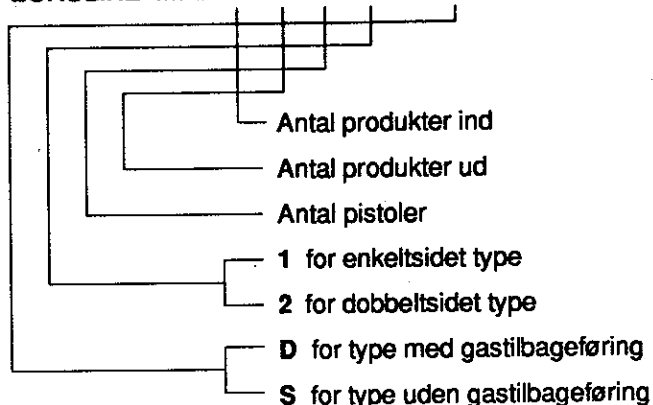 Antal produkter ind
Antal produkter ud
Antal pistoler
1 for enkeltsidet type
2 for dobbeltsidet type
D for type med gastilbageføring
S for type uden gastilbageføring